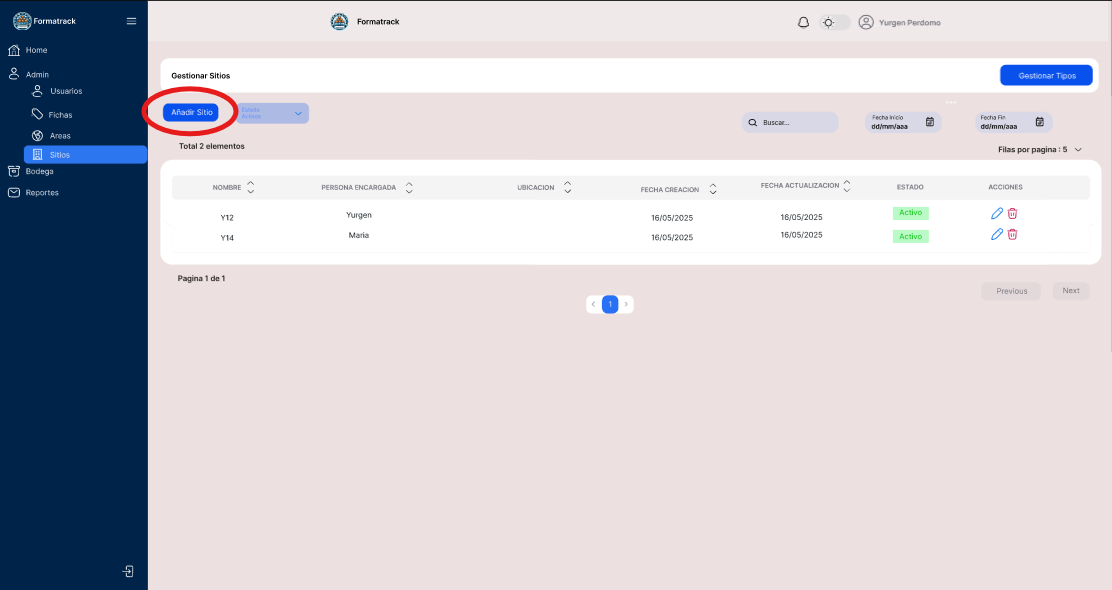 Formatrack
Formatrack
Yurgen Perdomo
Home
Admin
Usuarios
Fichas
Areas
Sitios
Bodega
Reportes
Gestionar Sitios
Gestionar Tipos
Añadir Sitio
Estado
Buscar...
Fecha Inicio
dd/mm/aaa
Fecha Fin
dd/mm/aaa
Total 2 elementos
Filas por pagina : 5
NOMBRE PERSONA ENCARGADA UBICACION FECHA CREACION FECHA ACTUALIZACION ESTADO ACCIONES
Y12 Yurgen 16/05/2025 16/05/2025 Activo
Y14 Maria 16/05/2025 16/05/2025 Activo
Pagina 1 de 1
Previous Next
1